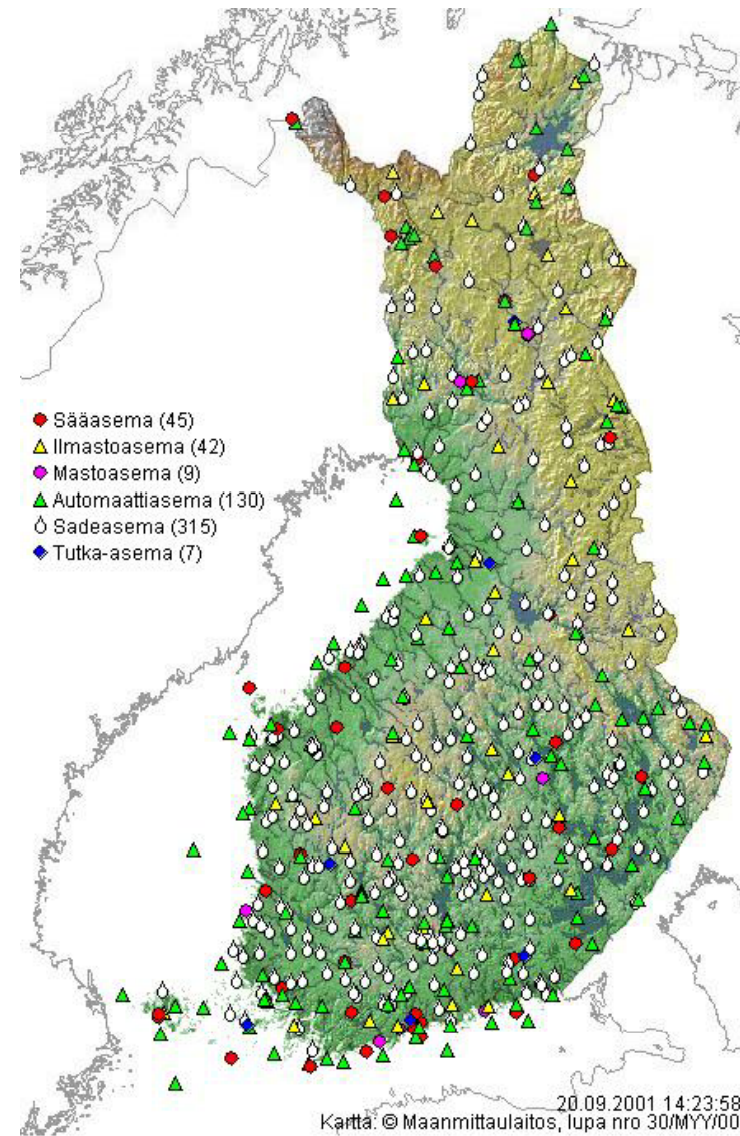 Sääasema (45)
Ilmastoasema (42)
Mastoasema (9)
Automaattiasema (130)
Sadeasema (315)
Tutka-asema (7)
20.09.2001 14:23:58
Kartta: © Maanmittauslaitos, lupa nro 30/MYY/00